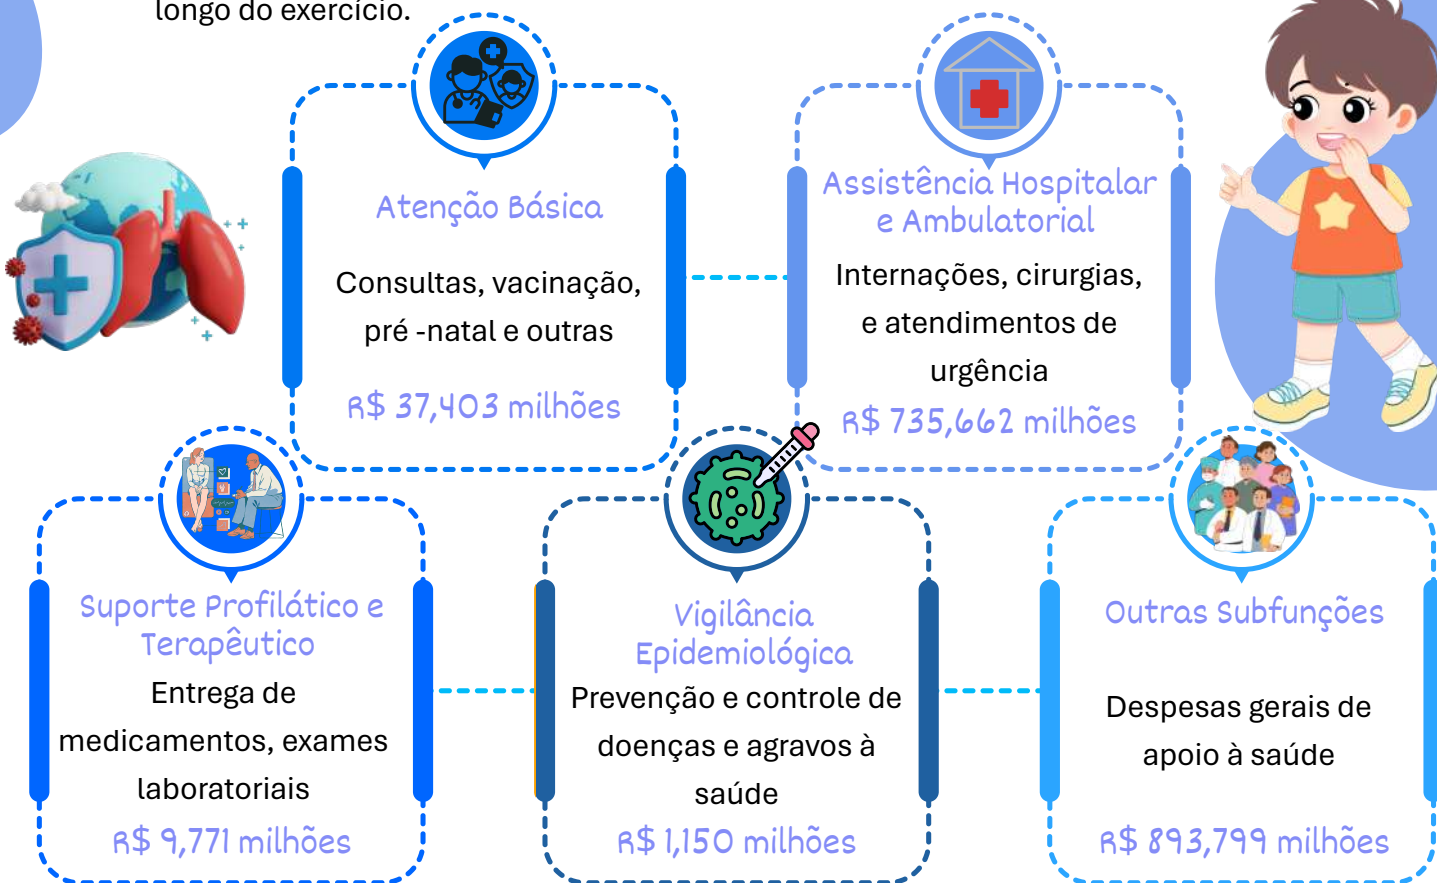 longo do exercício.
Atenção Básica
Consultas, vacinação,
pré -natal e outras
R$ 37,403 milhões
Assistência Hospitalar
e Ambulatorial
Internações, cirurgias,
e atendimentos de
urgência
R$ 735,662 milhões
Suporte Profilático e
Terapêutico
Entrega de
medicamentos, exames
laboratoriais
R$ 9,771 milhões
Vigilância
Epidemiológica
Prevenção e controle de
doenças e agravos à
saúde
R$ 1,150 milhões
Outras Subfunções
Despesas gerais de
apoio à saúde
R$ 893,799 milhões